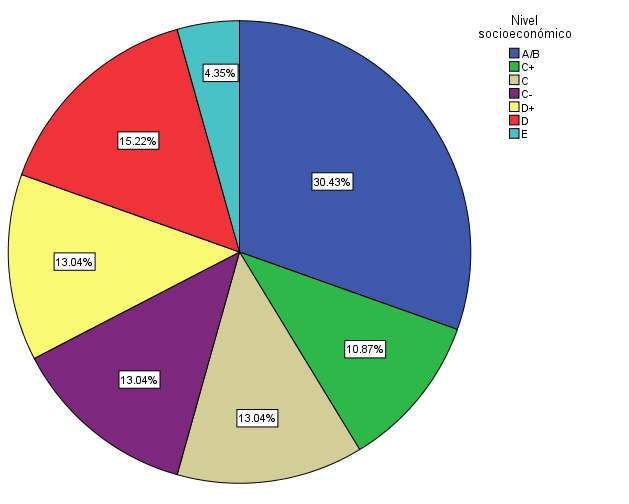 Nivel
socioeconómico
A/B
C+
C
C-
D+
D
E
4.35%
15.22%
30.43%
13.04%
10.87%
13.04%
13.04%